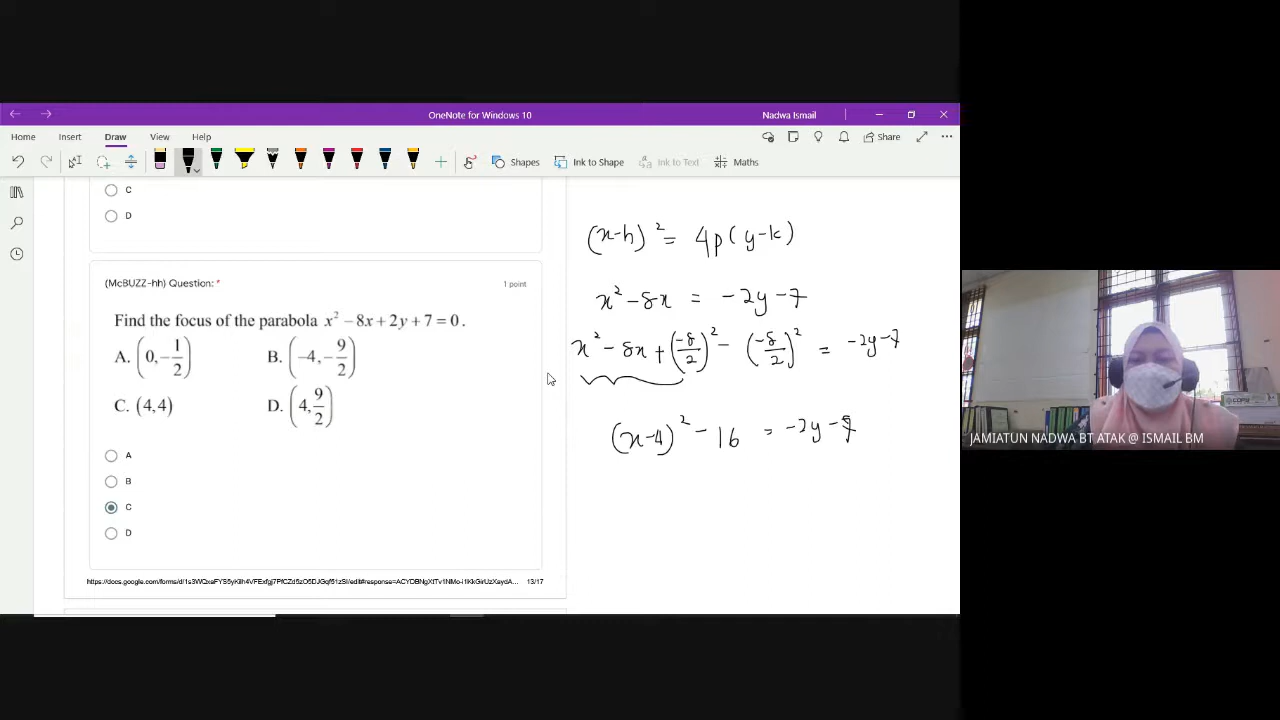 OneNote for Windows 10
Nadwa Ismail
Home Insert Draw View Help
Share
Shapes Ink to Shape Ink to Text Maths
C
D
(McBUZZ-hh) Question: *
1 point
Find the focus of the parabola x² − 8x + 2y + 7 = 0.
A. (0, −1/2) B. (−4, −9/2)
C. (4,4) D. (4, 9/2)
A
B
C
D
13/17
(x-h)² = 4p(y-k)
x² - 8x = -2y - 7
x² - 8x + (-8/2)² - (-8/2)² = -2y - 7
(x-4)² - 16 = -2y - 7
JAMIATUN NADWA BT ATAK @ ISMAIL BM